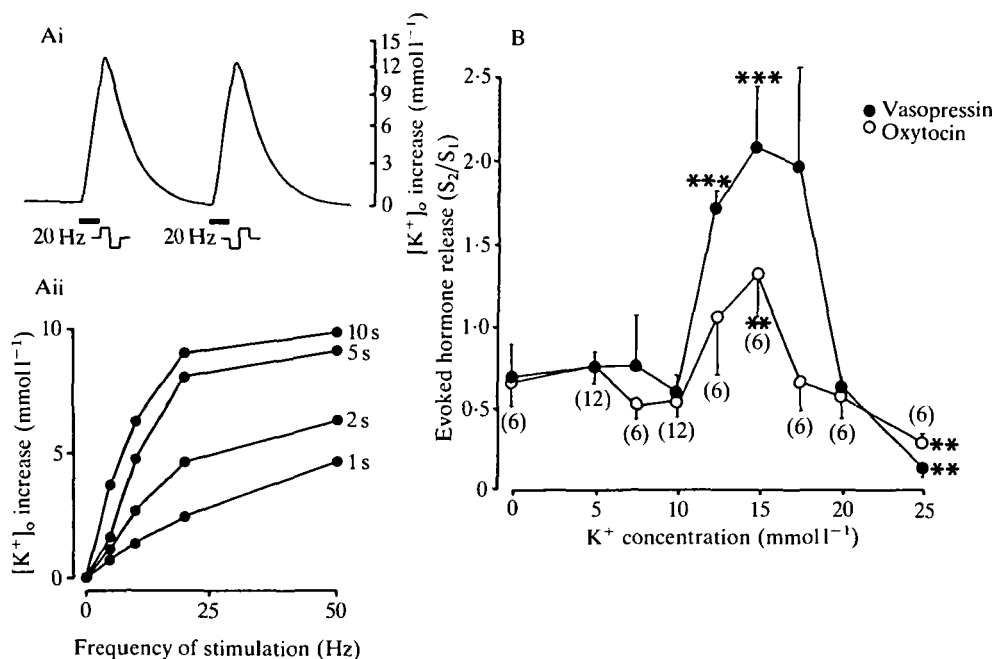 Ai
15
12
9
6
3
0
[K+]o increase (mmol l−1)
20 Hz
20 Hz
Aii
10
5
0
[K+]o increase (mmol l−1)
10 s
5 s
2 s
1 s
0
25
50
Frequency of stimulation (Hz)
B
2·5
2·0
1·5
1·0
0·5
0
Evoked hormone release (S2/S1)
● Vasopressin
○ Oxytocin
***
***
**
(6)
(6)
(12)
(6)
(12)
(6)
(6)
(6)
(6)
**
**
0
5
10
15
20
25
K+ concentration (mmol l−1)